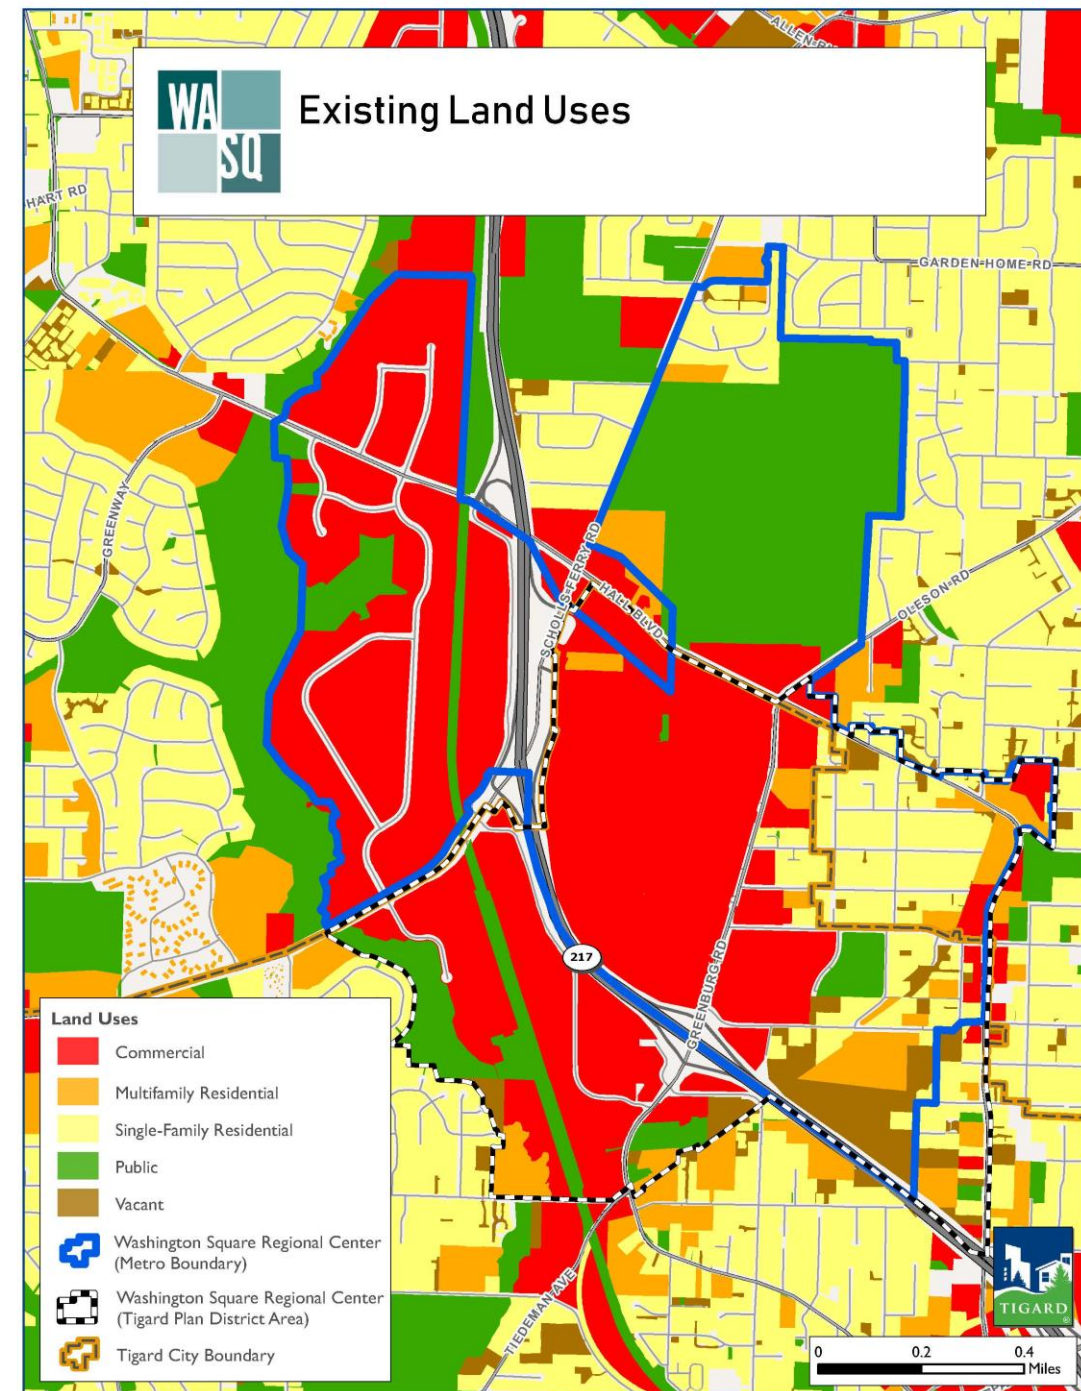 ALLEN B
WA
SQ
Existing Land Uses
HART RD
GARDEN HOME RD
GREENWAY
SCHOLLS FERRY RD
HALL BLVD
OLESON RD
217
GREENBURG RD
Land Uses
Commercial
Multifamily Residential
Single-Family Residential
Public
Vacant
Washington Square Regional Center
(Metro Boundary)
Washington Square Regional Center
(Tigard Plan District Area)
Tigard City Boundary
TIEDEMAN AVE
TIGARD
0 0.2 0.4
Miles